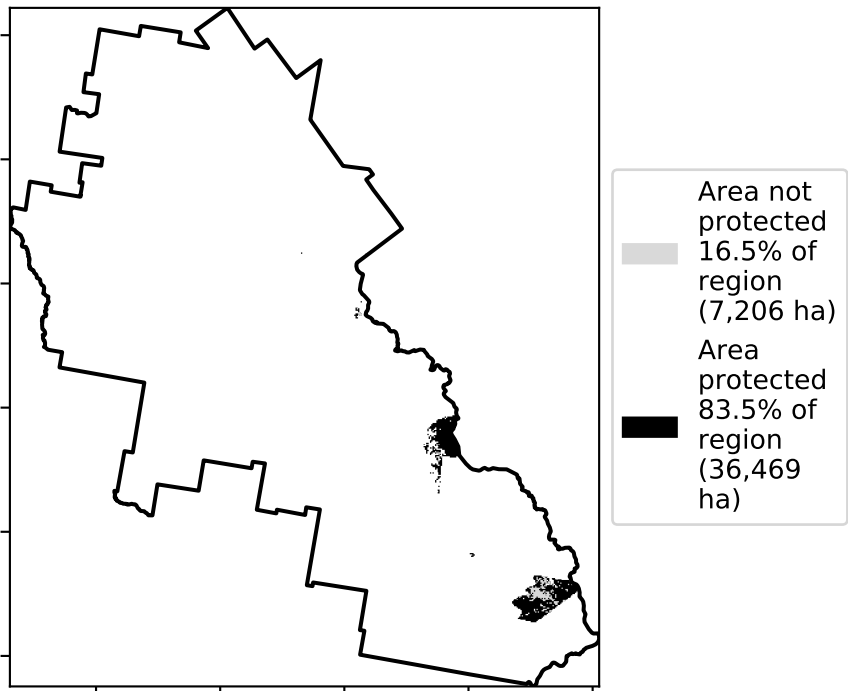 Area not
protected
16.5% of
region
(7,206 ha)
Area
protected
83.5% of
region
(36,469
ha)